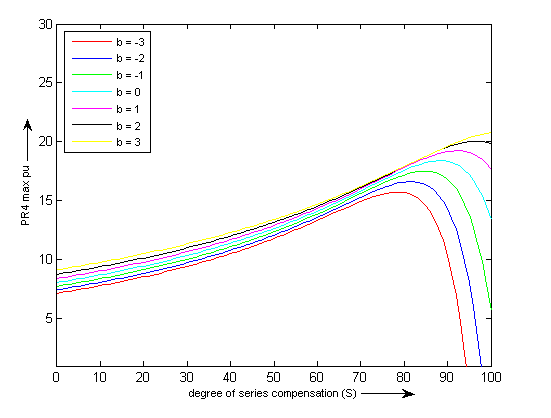 30
25
20
15
10
5
PR4 max pu
b = -3
b = -2
b = -1
b = 0
b = 1
b = 2
b = 3
0 10 20 30 40 50 60 70 80 90 100
degree of series compensation (S)